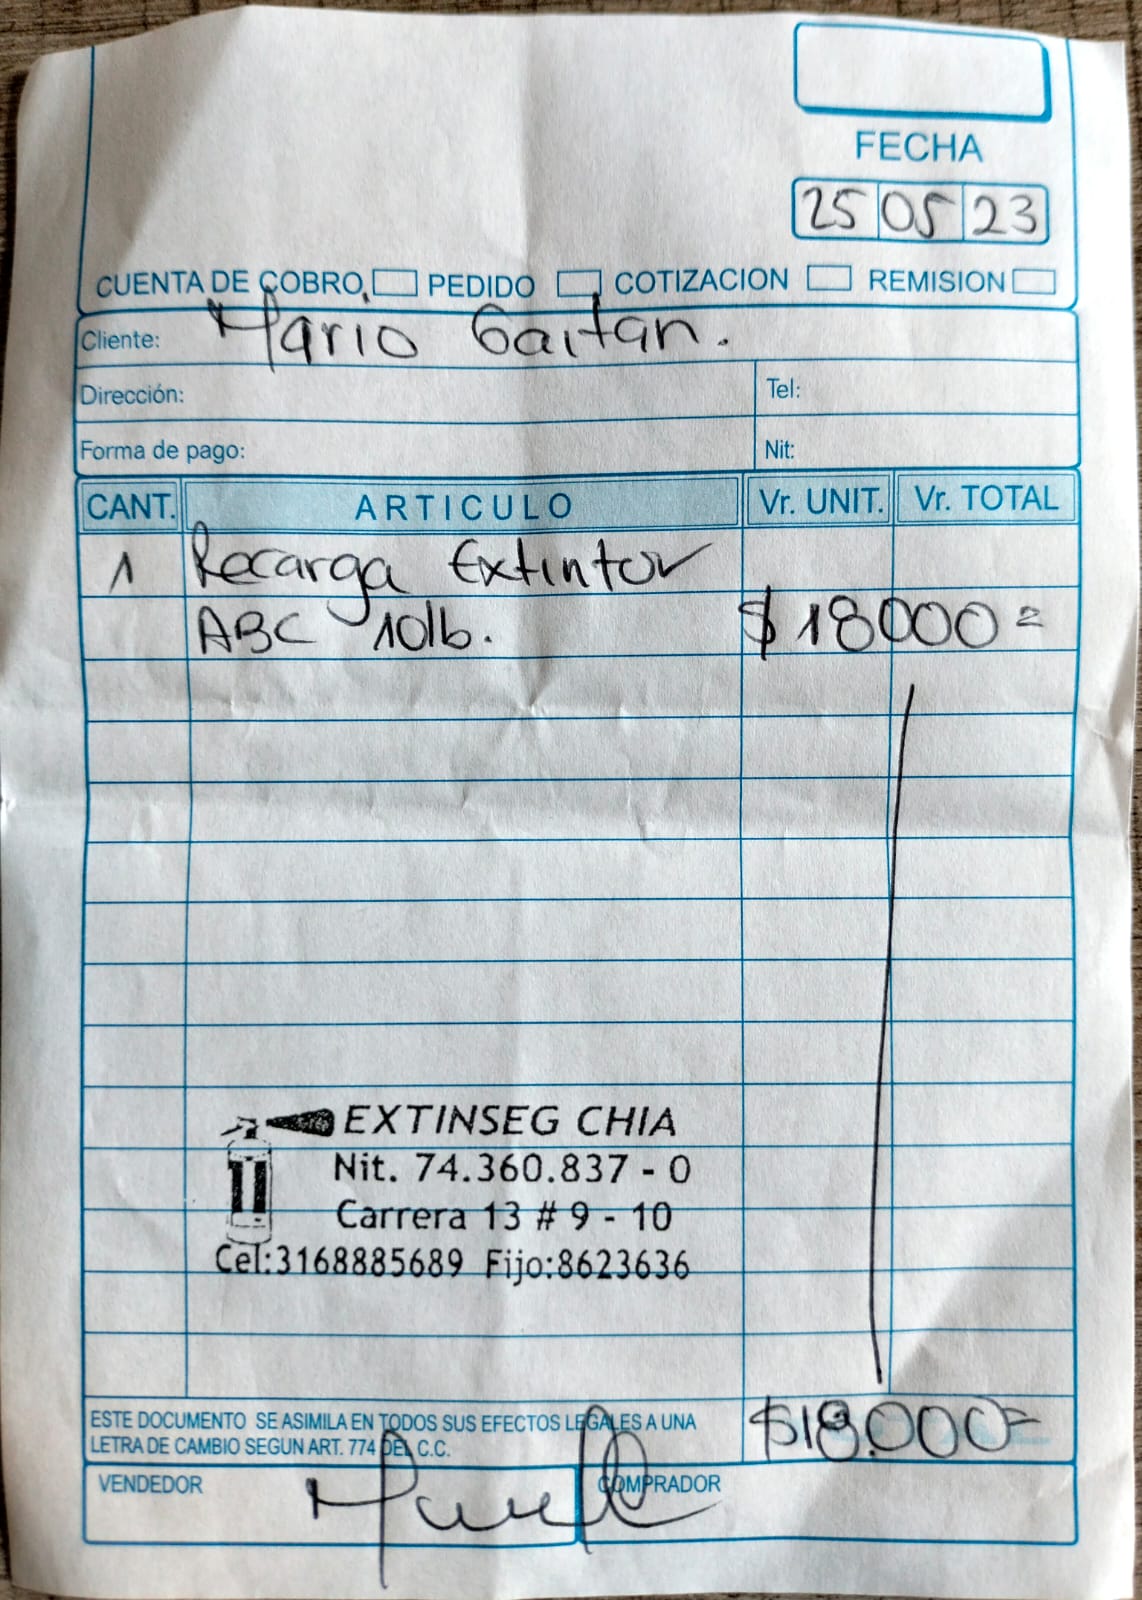 FECHA
25 05 23
CUENTA DE COBRO PEDIDO COTIZACION REMISION
Cliente: Mario Gaitan.
Dirección: Tel:
Forma de pago: Nit:
CANT. ARTICULO Vr. UNIT. Vr. TOTAL
1 Recarga Extintor
ABC 10lb. $18000=
EXTINSEG CHIA
Nit. 74.360.837 - 0
Carrera 13 # 9 - 10
Cel:3168885689 Fijo:8623636
ESTE DOCUMENTO SE ASIMILA EN TODOS SUS EFECTOS LEGALES A UNA
LETRA DE CAMBIO SEGUN ART. 774 DEL C.C.
$18.000=
VENDEDOR COMPRADOR